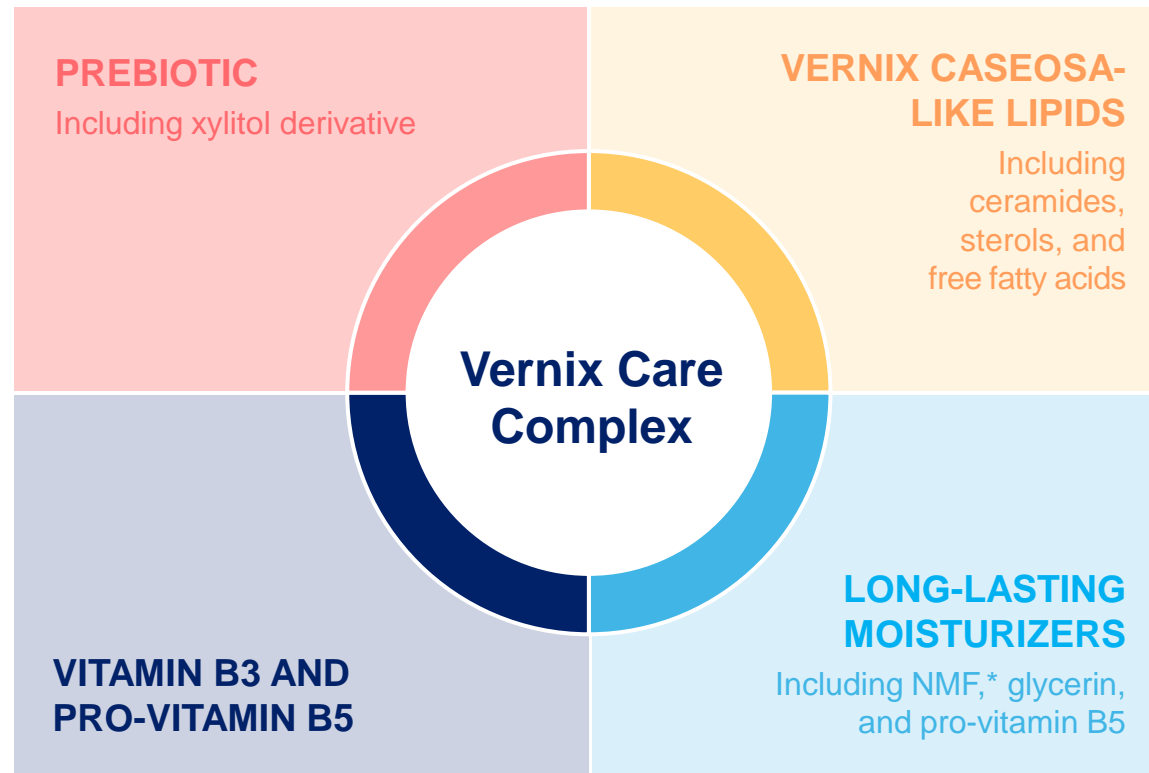 PREBIOTIC
Including xylitol derivative
VERNIX CASEOSA-
LIKE LIPIDS
Including
ceramides,
sterols, and
free fatty acids
Vernix Care
Complex
VITAMIN B3 AND
PRO-VITAMIN B5
LONG-LASTING
MOISTURIZERS
Including NMF,* glycerin,
and pro-vitamin B5